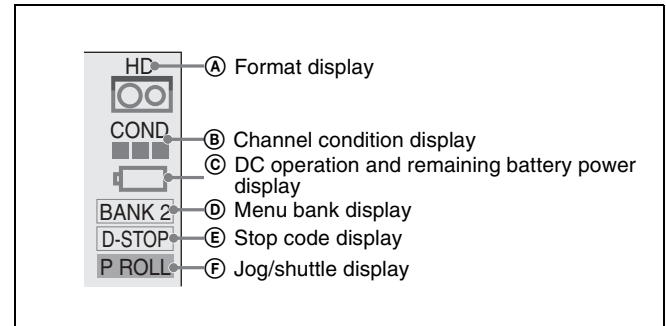 HD Ⓐ Format display
COND Ⓑ Channel condition display
Ⓒ DC operation and remaining battery power
display
BANK 2 Ⓓ Menu bank display
D-STOP Ⓔ Stop code display
P ROLL Ⓕ Jog/shuttle display